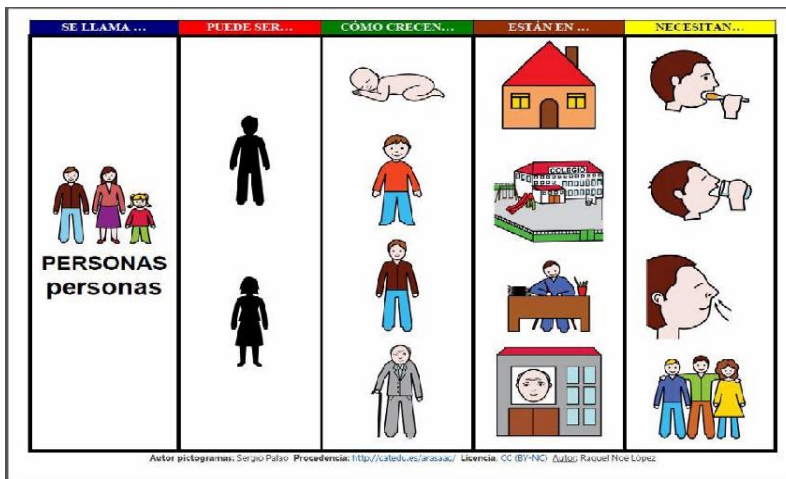 SE LLAMA ...
PUEDE SER...
CÓMO CRECEN...
ESTÁN EN ...
NECESITAN...
COLEGIO
PERSONAS
personas
Autor pictogramas: Sergio Palao Procedencia: http://catedu.es/arasaac/ Licencia: CC (BY-NC) Autor: Raquel Noé López